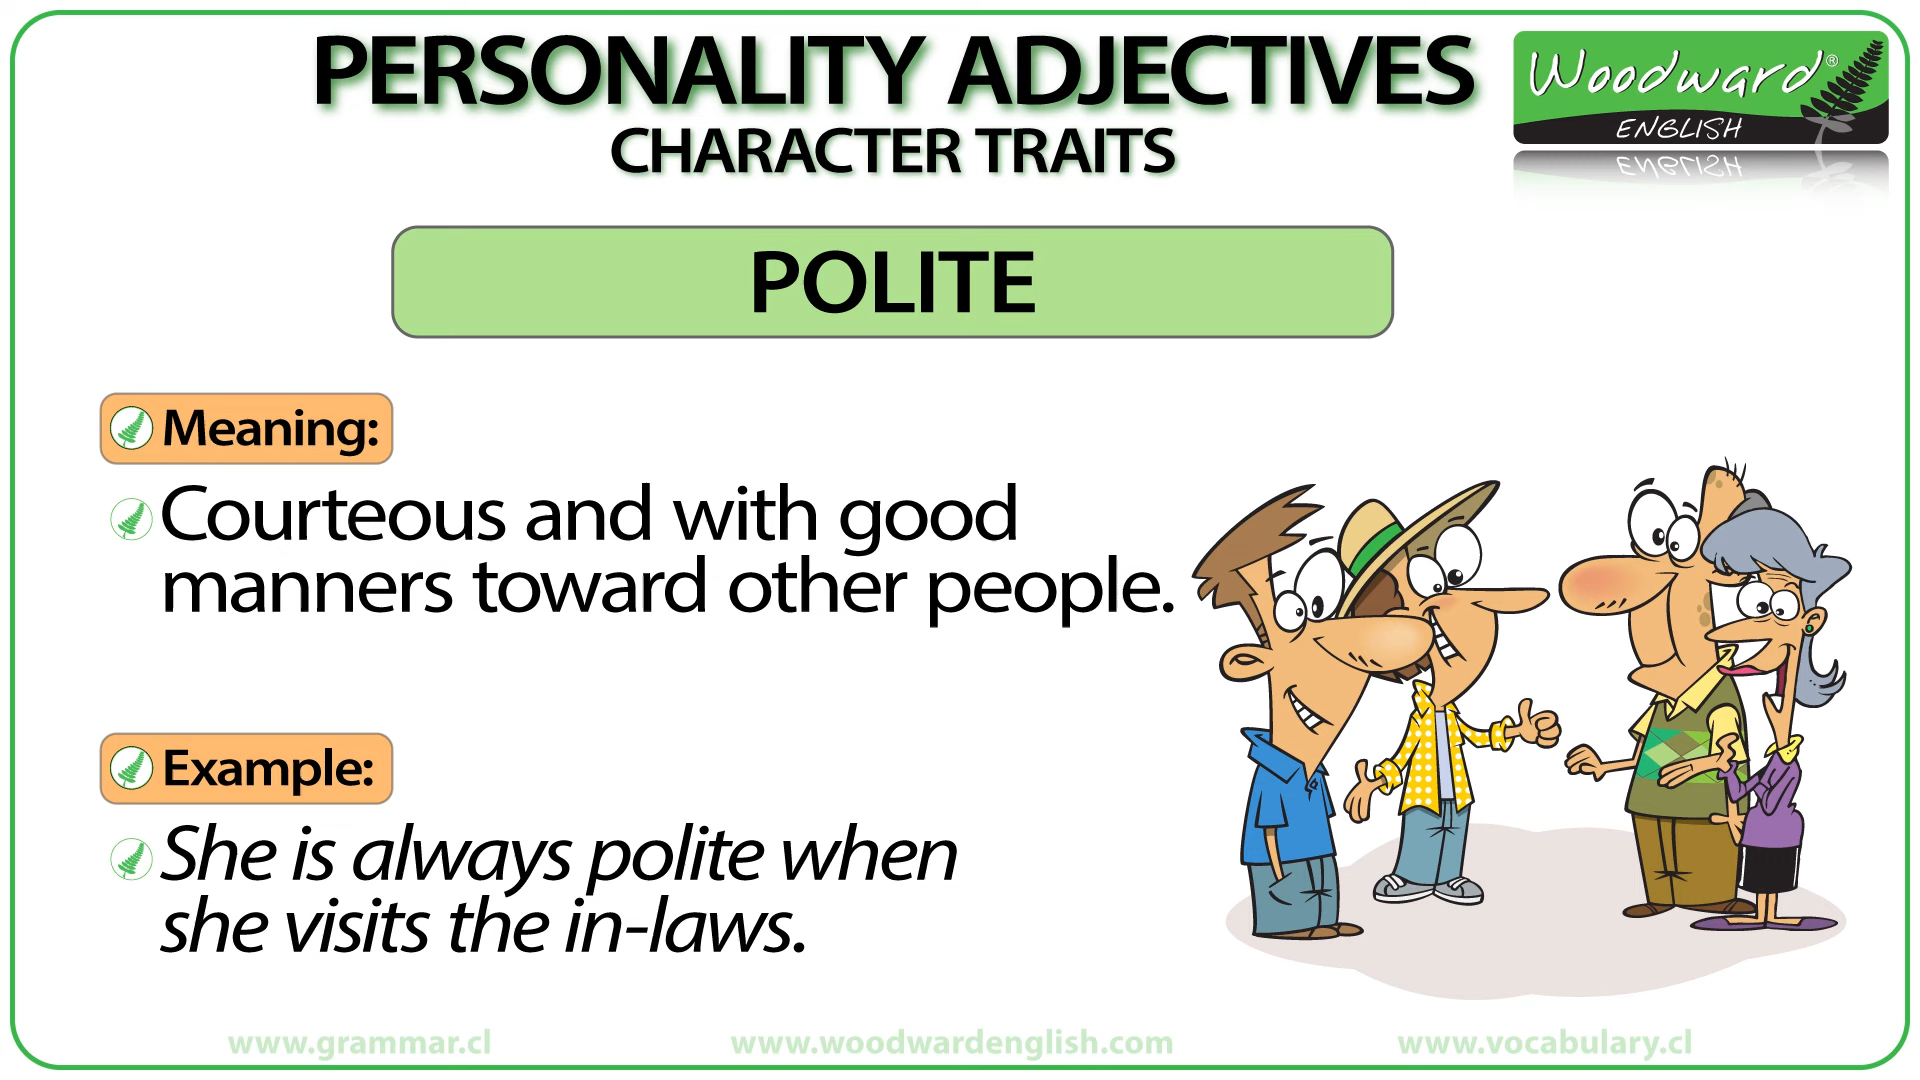 PERSONALITY ADJECTIVES
CHARACTER TRAITS
Woodward®
ENGLISH
POLITE
Meaning:
Courteous and with good
manners toward other people.
Example:
She is always polite when
she visits the in-laws.
www.grammar.cl
www.woodwardenglish.com
www.vocabulary.cl